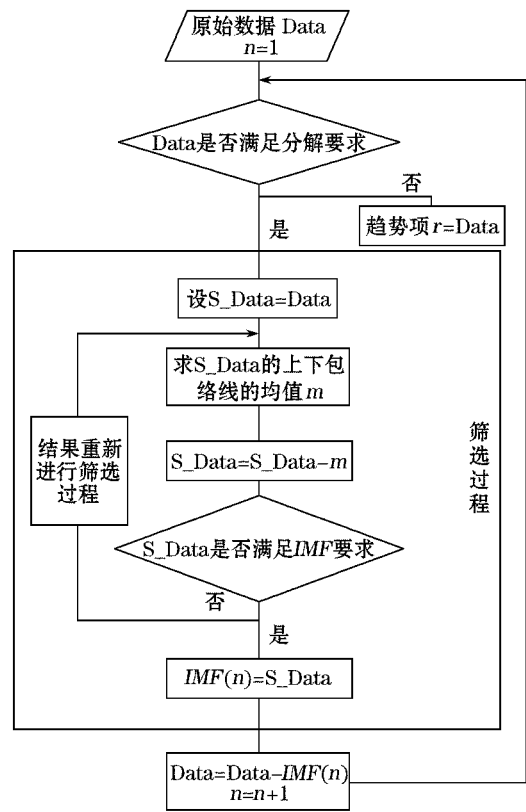 原始数据 Data
n=1
Data是否满足分解要求
否
趋势项r=Data
是
设S_Data=Data
求S_Data的上下包
络线的均值m
结果重新
进行筛选
过程
S_Data=S_Data-m
筛选过程
S_Data是否满足IMF要求
否
是
IMF(n)=S_Data
Data=Data-IMF(n)
n=n+1